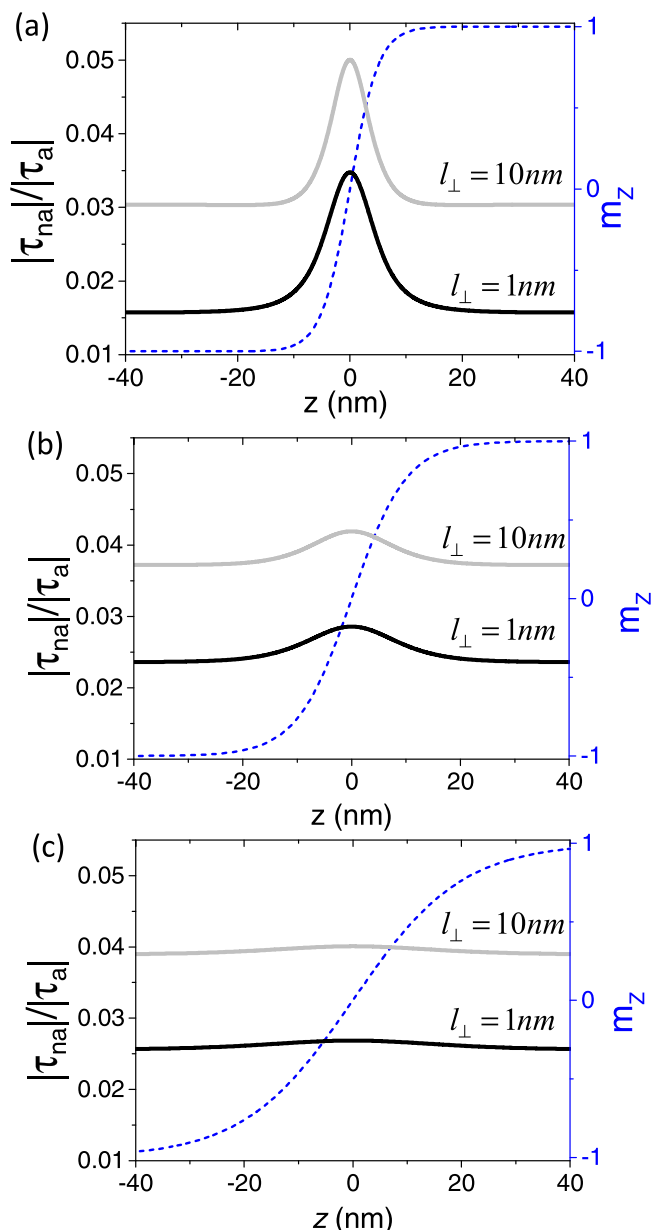 (a)
0.05
0.04
0.03
0.02
0.01
|τna|/|τa|
l⊥ = 10nm
l⊥ = 1nm
1
0
-1
mz
-40 -20 0 20 40
z (nm)
(b)
0.05
0.04
0.03
0.02
0.01
|τna|/|τa|
l⊥ = 10nm
l⊥ = 1nm
1
0
-1
mz
-40 -20 0 20 40
z (nm)
(c)
0.05
0.04
0.03
0.02
0.01
|τna|/|τa|
l⊥ = 10nm
l⊥ = 1nm
1
0
-1
mz
-40 -20 0 20 40
z (nm)